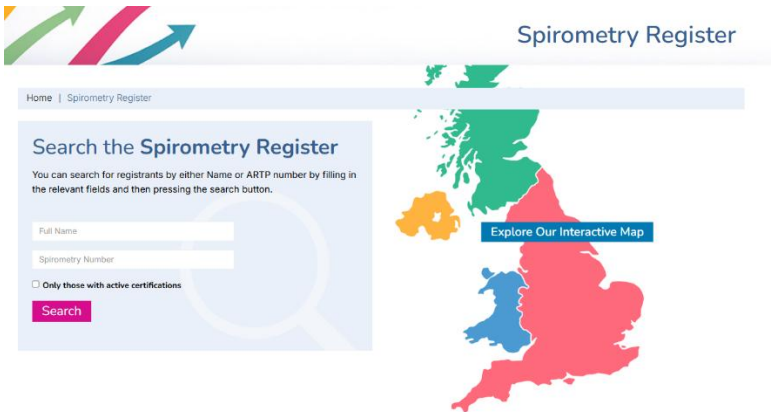 Spirometry Register
Home | Spirometry Register
Search the Spirometry Register
You can search for registrants by either Name or ARTP number by filling in
the relevant fields and then pressing the search button.
Full Name
Spirometry Number
Only those with active certifications
Search
Explore Our Interactive Map